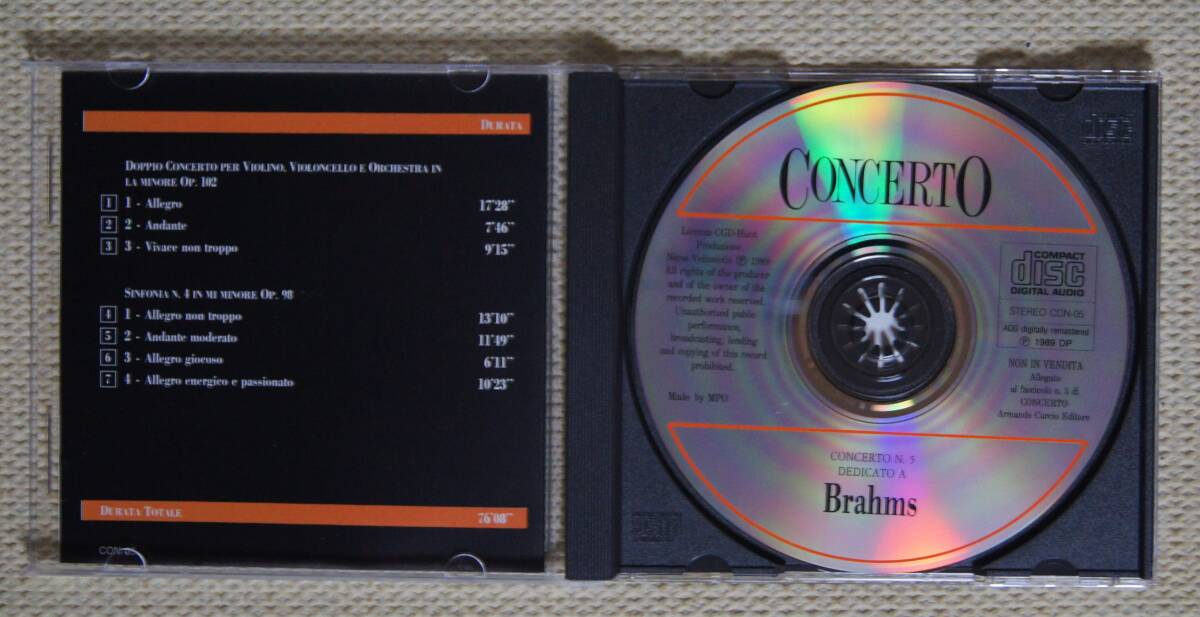 DURATA
DOPPIO CONCERTO PER VIOLINO, VIOLONCELLO E ORCHESTRA IN
LA MINORE OP. 102
1 1 - Allegro 17'28"
2 2 - Andante 7'46"
3 3 - Vivace non troppo 9'15"
SINFONIA N. 4 IN MI MINORE OP. 98
4 1 - Allegro non troppo 13'10"
5 2 - Andante moderato 11'49"
6 3 - Allegro giocoso 6'11"
7 4 - Allegro energico e passionato 10'23"
DURATA TOTALE 76'08"
CON-05
CONCERTO
Licenza CGD-Hunt
Produzione
℗ 1989
All rights of the producer
and of the owner of the
recorded work reserved.
Unauthorized public
performance,
broadcasting, lending
and copying of this record
prohibited.
Made by MPO
COMPACT
disc
DIGITAL AUDIO
STEREO CON-05
ADD digitally remastered
℗ 1989 DP
NON IN VENDITA
Allegato
al fascicolo n. 5 di
CONCERTO
Armando Curcio Editore
CONCERTO N. 5
DEDICATO A
Brahms